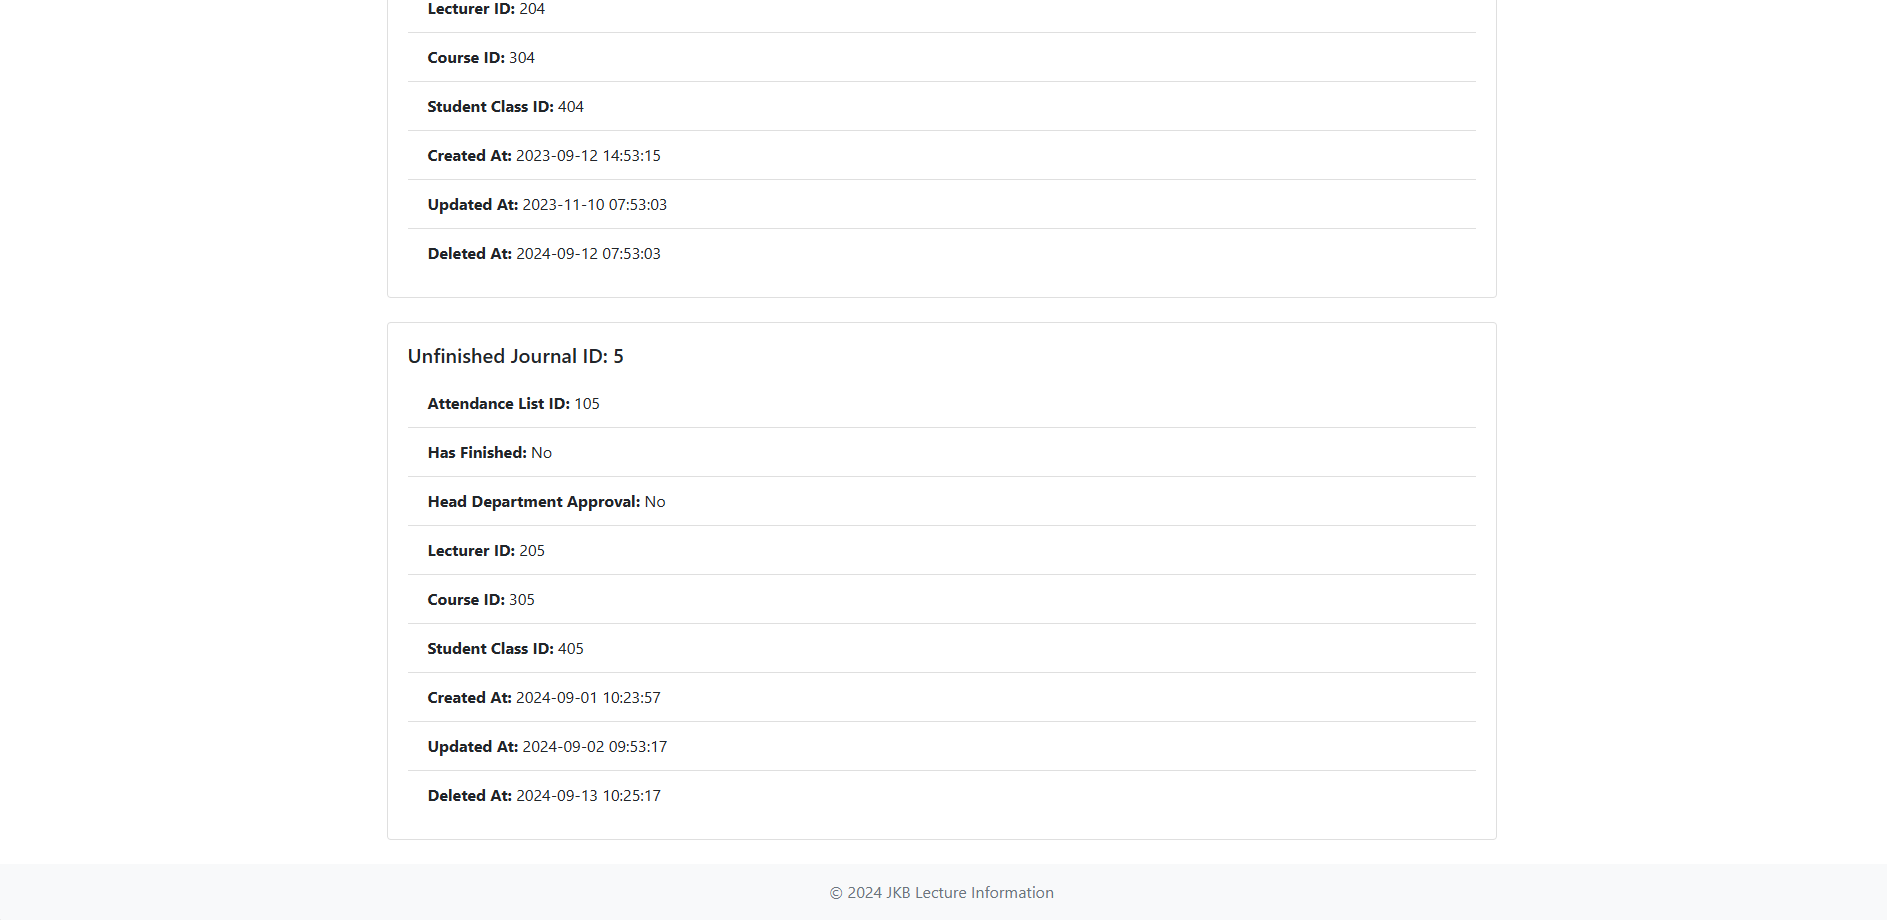 Lecturer ID: 204
Course ID: 304
Student Class ID: 404
Created At: 2023-09-12 14:53:15
Updated At: 2023-11-10 07:53:03
Deleted At: 2024-09-12 07:53:03
Unfinished Journal ID: 5
Attendance List ID: 105
Has Finished: No
Head Department Approval: No
Lecturer ID: 205
Course ID: 305
Student Class ID: 405
Created At: 2024-09-01 10:23:57
Updated At: 2024-09-02 09:53:17
Deleted At: 2024-09-13 10:25:17
© 2024 JKB Lecture Information